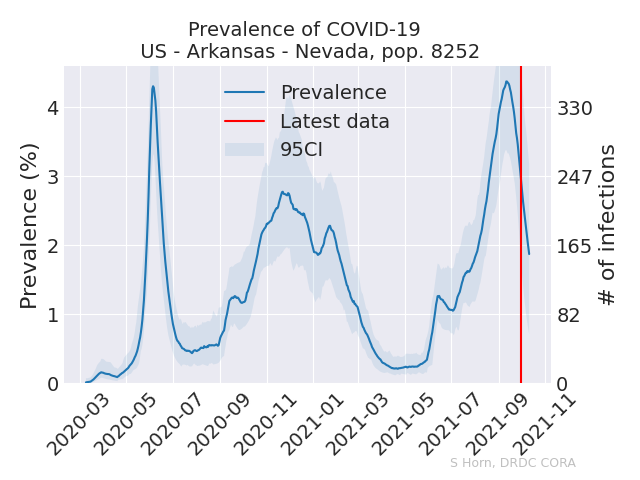 Prevalence of COVID-19
US - Arkansas - Nevada, pop. 8252
Prevalence
Latest data
95CI
Prevalence (%)
4
3
2
1
0
# of infections
330
247
165
82
0
2020-03
2020-05
2020-07
2020-09
2020-11
2021-01
2021-03
2021-05
2021-07
2021-09
2021-11
S Horn, DRDC CORA